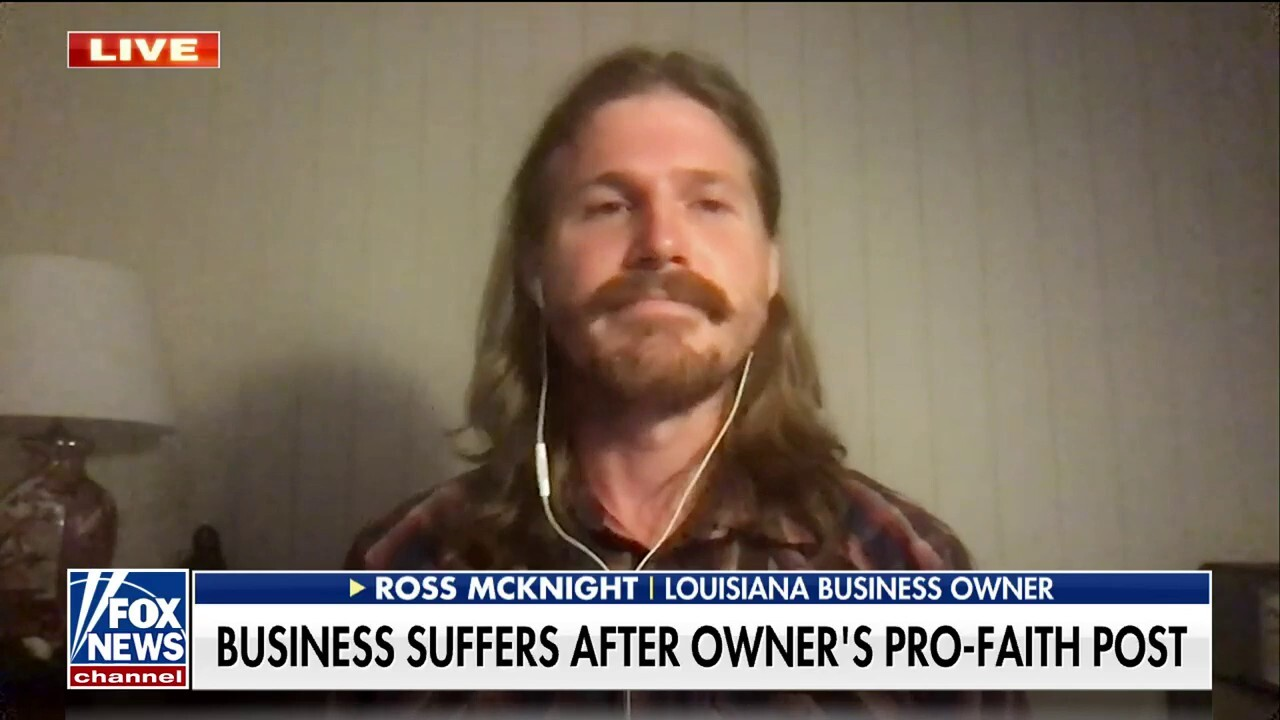 LIVE
ROSS MCKNIGHT | LOUISIANA BUSINESS OWNER
FOX
NEWS
channel
BUSINESS SUFFERS AFTER OWNER'S PRO-FAITH POST